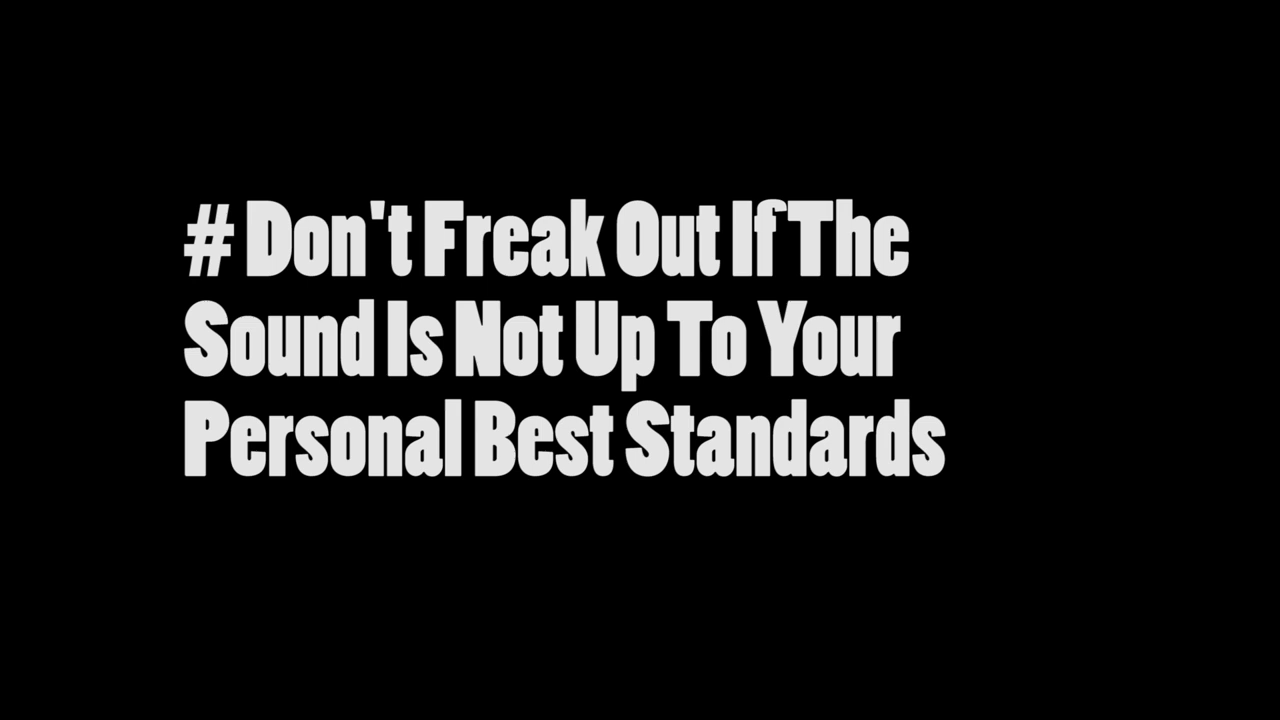 # Don't Freak Out If The
Sound Is Not Up To Your
Personal Best Standards